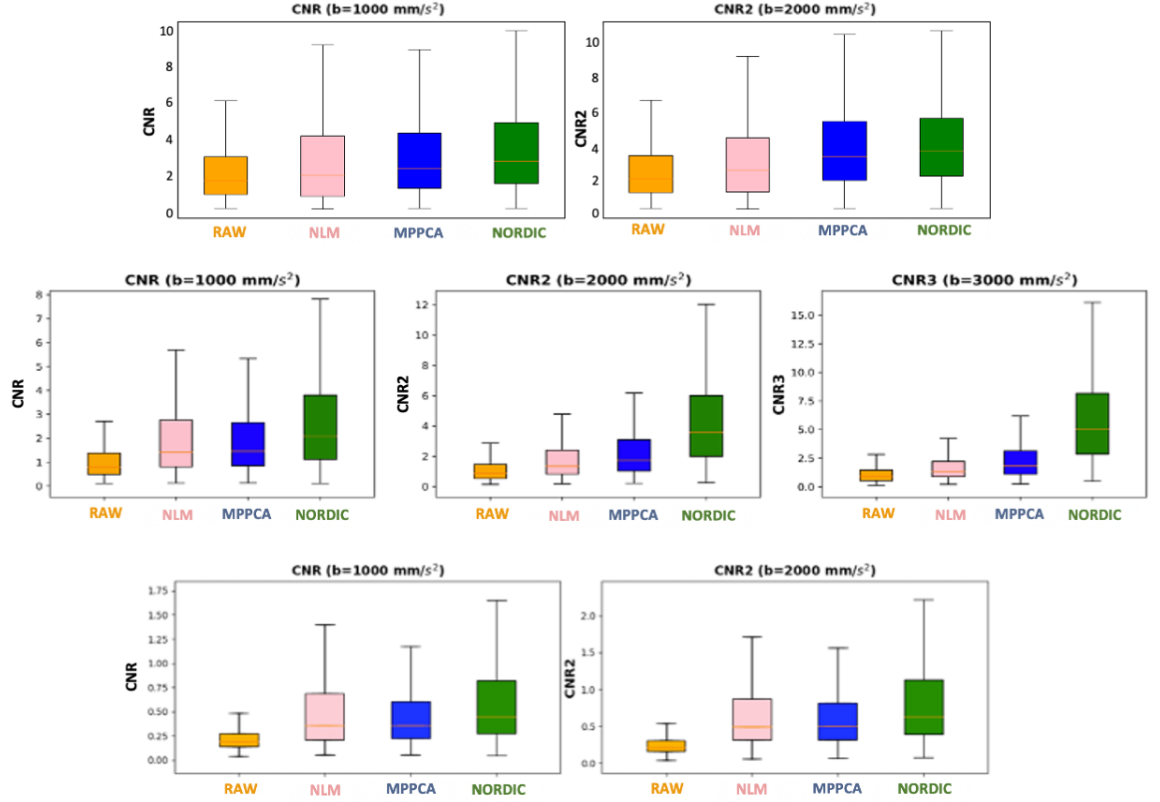 CNR (b=1000 mm/s²)
CNR2 (b=2000 mm/s²)
CNR
10
8
6
4
2
0
RAW NLM MPPCA NORDIC
CNR2
10
8
6
4
2
0
RAW NLM MPPCA NORDIC
CNR (b=1000 mm/s²)
CNR2 (b=2000 mm/s²)
CNR3 (b=3000 mm/s²)
CNR
8
7
6
5
4
3
2
1
0
RAW NLM MPPCA NORDIC
CNR2
12
10
8
6
4
2
0
RAW NLM MPPCA NORDIC
CNR3
15.0
12.5
10.0
7.5
5.0
2.5
0.0
RAW NLM MPPCA NORDIC
CNR (b=1000 mm/s²)
CNR2 (b=2000 mm/s²)
CNR
1.75
1.50
1.25
1.00
0.75
0.50
0.25
0.00
RAW NLM MPPCA NORDIC
CNR2
2.0
1.5
1.0
0.5
0.0
RAW NLM MPPCA NORDIC